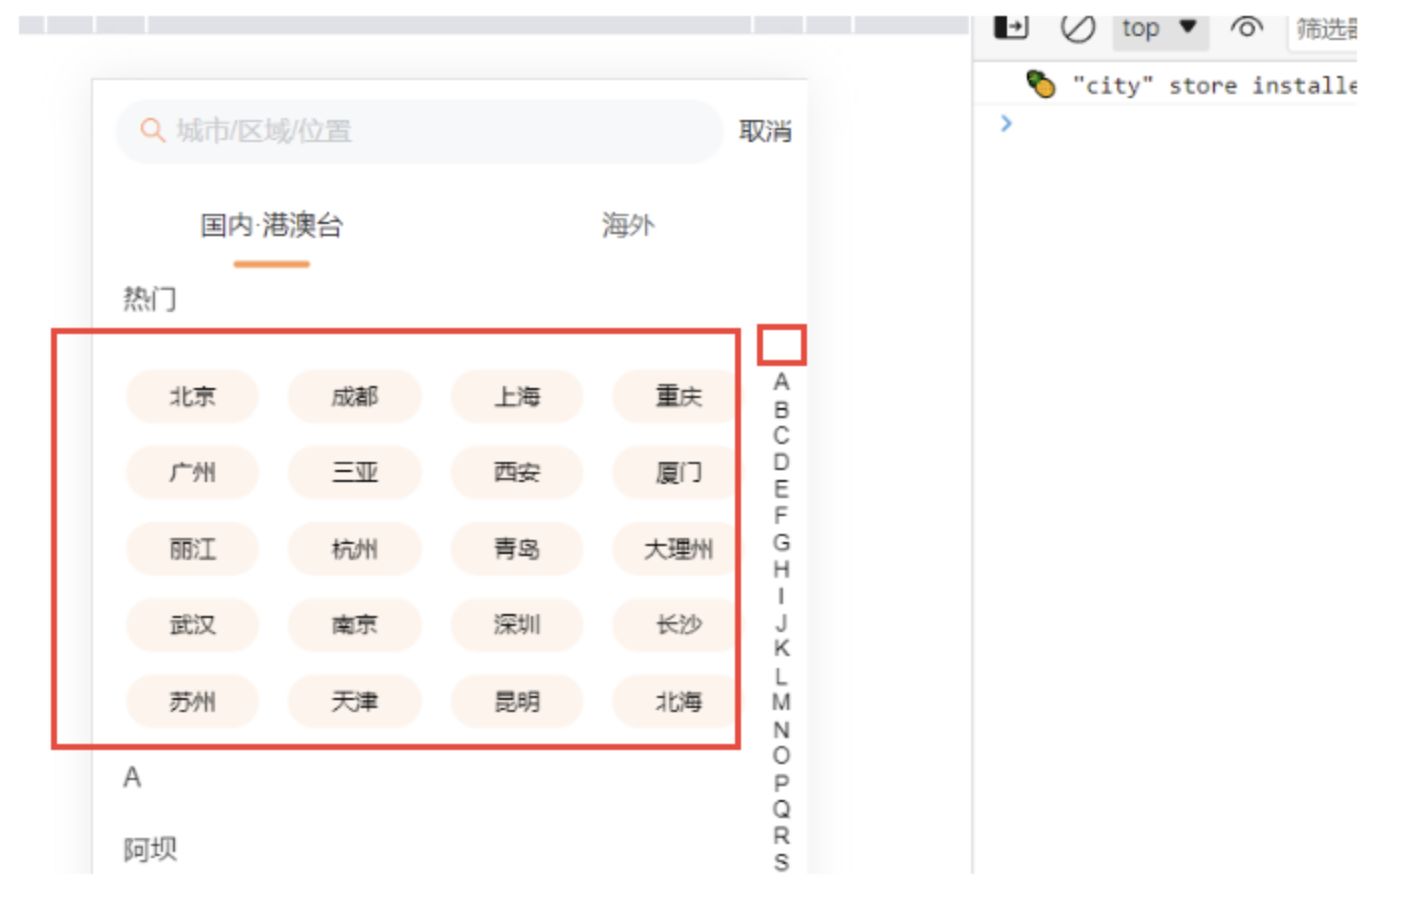 top ▼ 筛选
"city" store installe
城市/区域/位置 取消
国内·港澳台 海外
热门
北京 成都 上海 重庆
广州 三亚 西安 厦门
丽江 杭州 青岛 大理州
武汉 南京 深圳 长沙
苏州 天津 昆明 北海
A
阿坝
A
B
C
D
E
F
G
H
I
J
K
L
M
N
O
P
Q
R
S